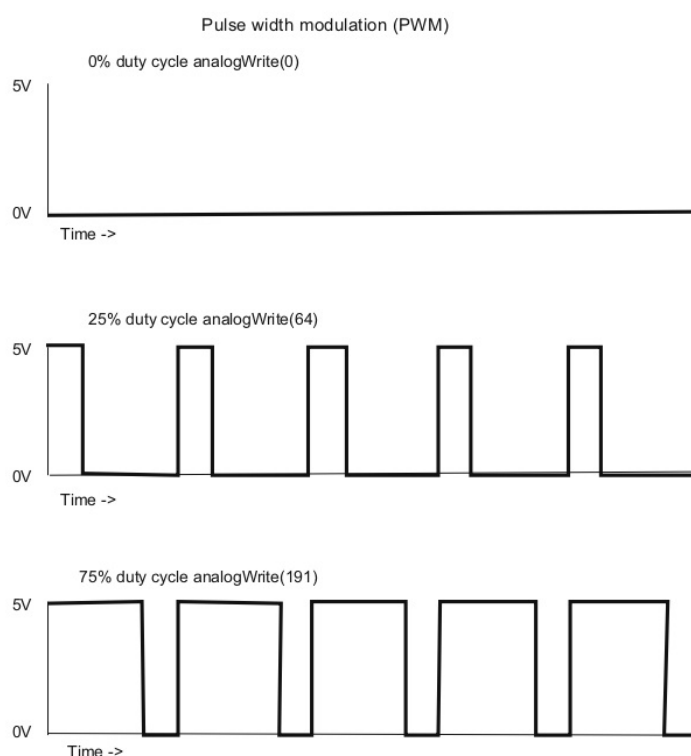 Pulse width modulation (PWM)
0% duty cycle analogWrite(0)
5V
0V
Time ->
25% duty cycle analogWrite(64)
5V
0V
Time ->
75% duty cycle analogWrite(191)
5V
0V
Time ->